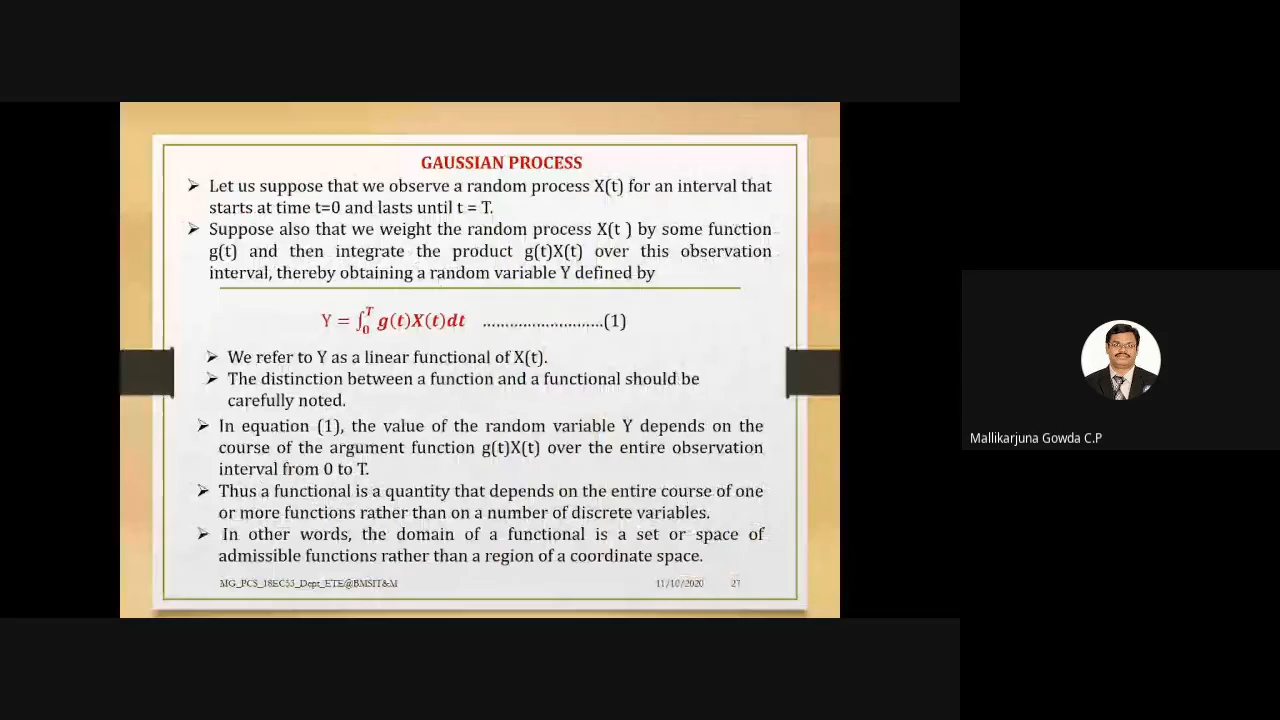 GAUSSIAN PROCESS
➢ Let us suppose that we observe a random process X(t) for an interval that
starts at time t=0 and lasts until t = T.
➢ Suppose also that we weight the random process X(t ) by some function
g(t) and then integrate the product g(t)X(t) over this observation
interval, thereby obtaining a random variable Y defined by
Y = ∫₀ᵀ g(t)X(t)dt ...........................(1)
➢ We refer to Y as a linear functional of X(t).
➢ The distinction between a function and a functional should be
carefully noted.
➢ In equation (1), the value of the random variable Y depends on the
course of the argument function g(t)X(t) over the entire observation
interval from 0 to T.
➢ Thus a functional is a quantity that depends on the entire course of one
or more functions rather than on a number of discrete variables.
➢ In other words, the domain of a functional is a set or space of
admissible functions rather than a region of a coordinate space.
MG_PCS_18EC53_Dept_ETE@BMSIT&M 11/10/2020 27
Mallikarjuna Gowda C.P